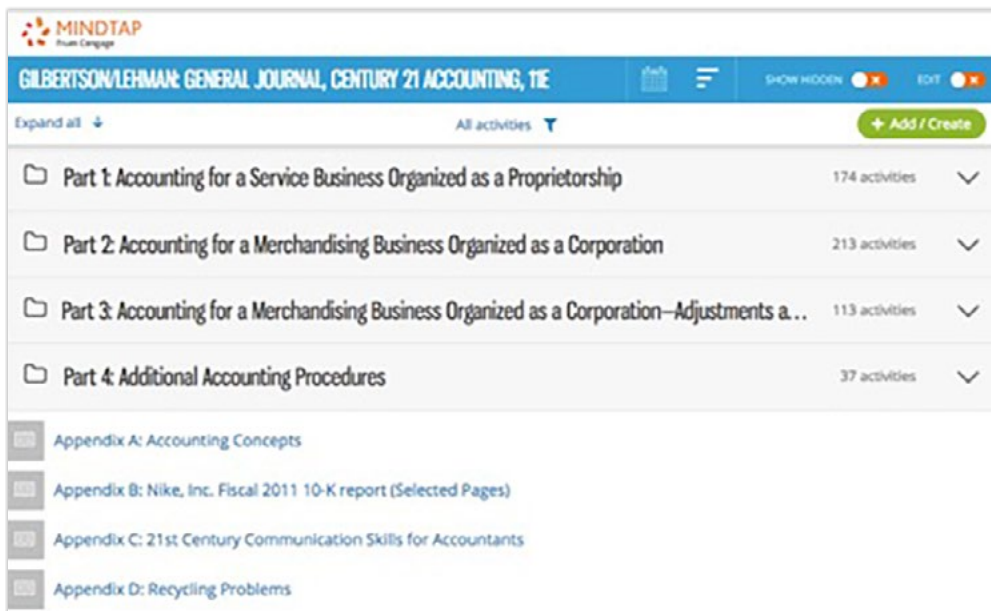 MINDTAP
From Cengage
GILBERTSON/LEHMAN: GENERAL JOURNAL, CENTURY 21 ACCOUNTING, 11E
SHOW HIDDEN
EDIT
Expand all
All activities
+ Add / Create
Part 1: Accounting for a Service Business Organized as a Proprietorship
174 activities
Part 2: Accounting for a Merchandising Business Organized as a Corporation
213 activities
Part 3: Accounting for a Merchandising Business Organized as a Corporation—Adjustments a...
113 activities
Part 4: Additional Accounting Procedures
37 activities
Appendix A: Accounting Concepts
Appendix B: Nike, Inc. Fiscal 2011 10-K report (Selected Pages)
Appendix C: 21st Century Communication Skills for Accountants
Appendix D: Recycling Problems